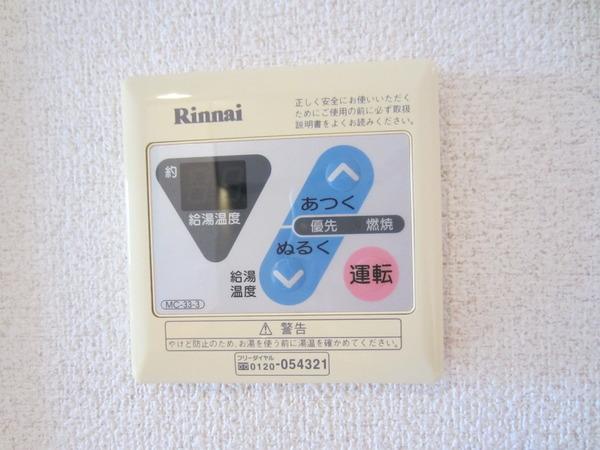 Rinnai
正しく安全にお使いいただく
ためにご使用の前に必ず取扱
説明書をよくお読みください。
約
給湯温度
あつく
優先 燃焼
ぬるく
給湯
温度
運転
MC-33-3
⚠ 警告
やけど防止のため、お湯を使う前に湯温を確かめてください。
フリーダイヤル
0120-054321